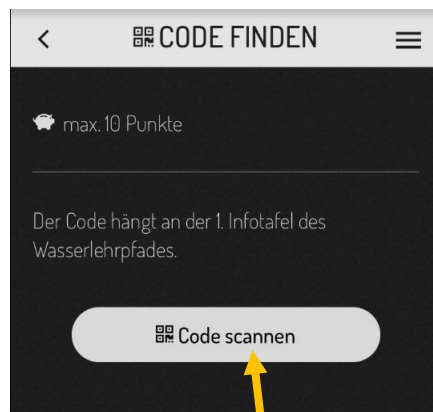 CODE FINDEN
max. 10 Punkte
Der Code hängt an der 1. Infotafel des
Wasserlehrpfades.
Code scannen